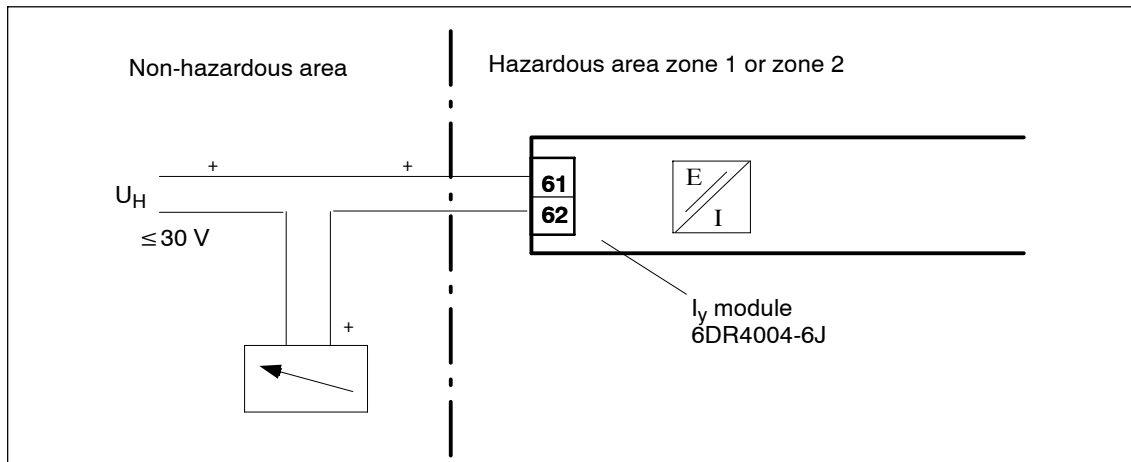 Non-hazardous area
Hazardous area zone 1 or zone 2
+
+
U_H
≤ 30 V
61
62
E
I
+
I_y module
6DR4004-6J